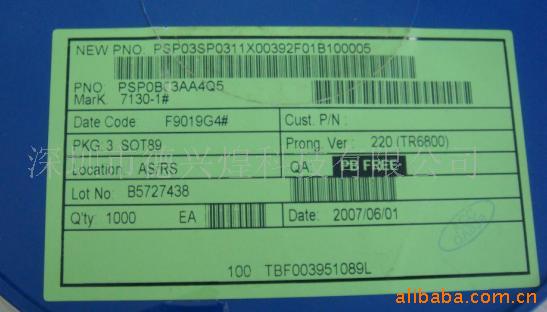 NEW PNO: PSP03SP0311X00392F01B100005
PNO: PSP0B33AA4Q5
MarK. 7130-1#
Date Code F9019G4# Cust. P/N :
PKG. 3 SOT89 Prong. Ver : 220 (TR6800)
Location : AS/RS QA: PB FREE
Lot No : B5727438
Q'ty: 1000 EA Date: 2007/06/01
100 TBF003951089L
深圳市德兴煌科技有限公司
alibaba.com.cn